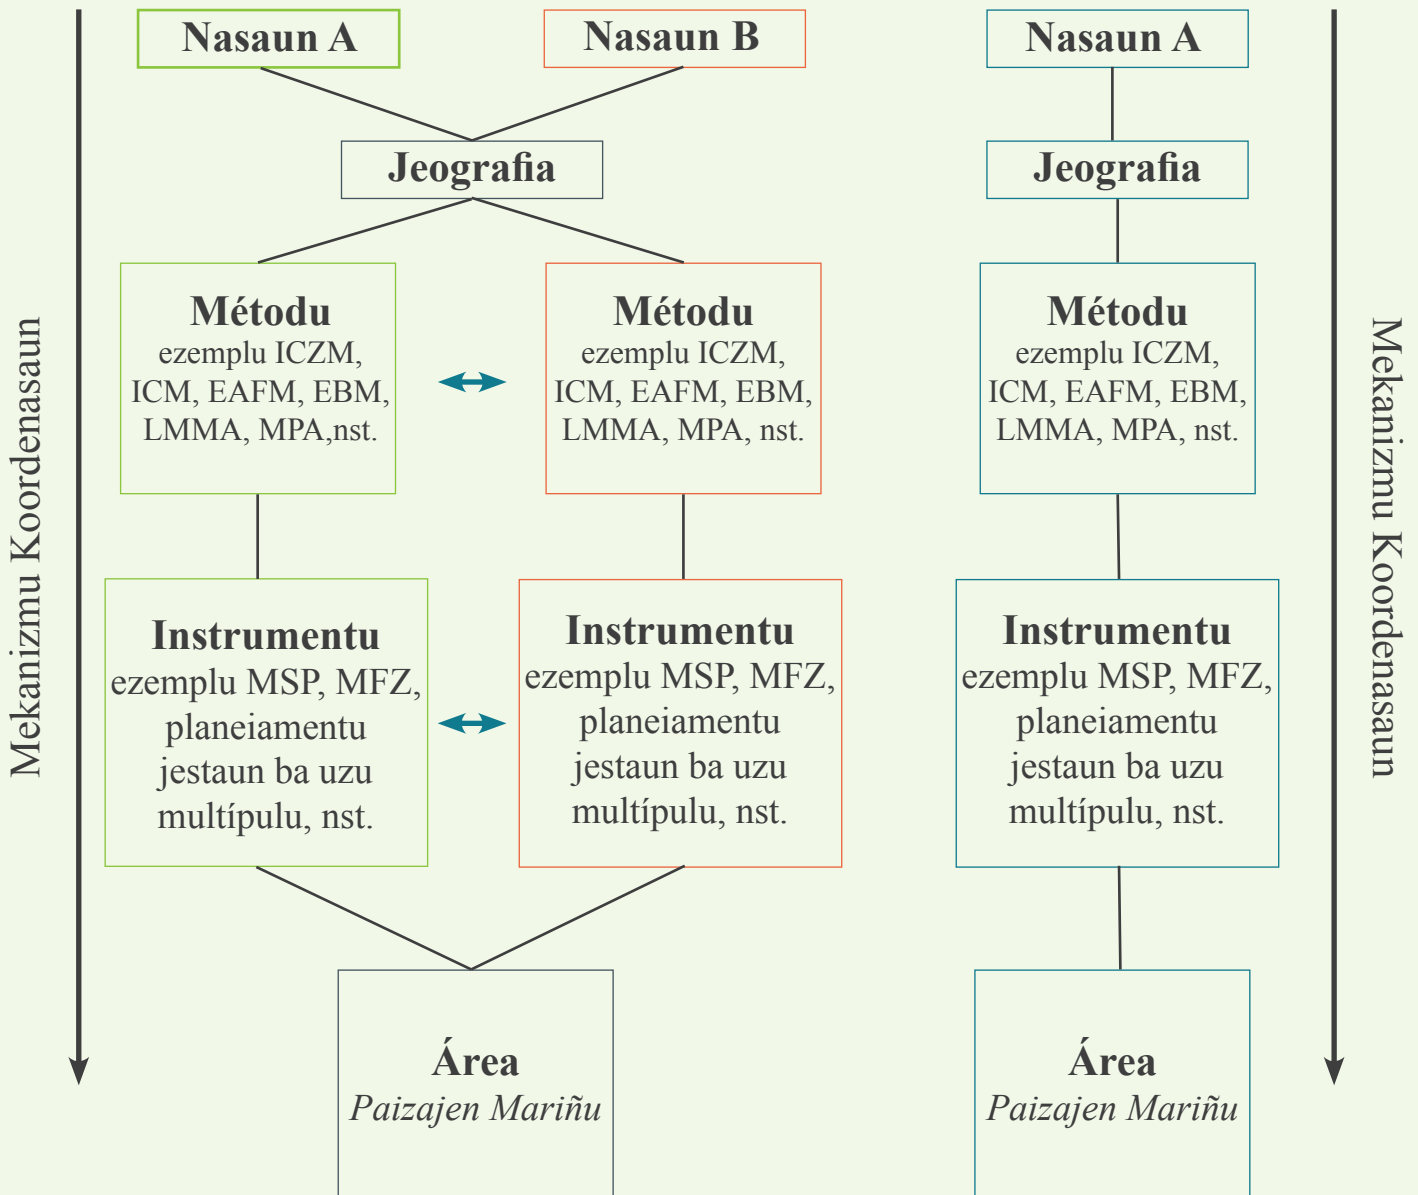 Mekanizmu Koordenasaun
Nasaun A
Nasaun B
Jeografia
Métodu
ezemplu ICZM,
ICM, EAFM, EBM,
LMMA, MPA,nst.
Métodu
ezemplu ICZM,
ICM, EAFM, EBM,
LMMA, MPA, nst.
Instrumentu
ezemplu MSP, MFZ,
planeiamentu
jestaun ba uzu
multípulu, nst.
Instrumentu
ezemplu MSP, MFZ,
planeiamentu
jestaun ba uzu
multípulu, nst.
Área
Paizajen Mariñu
Nasaun A
Jeografia
Métodu
ezemplu ICZM,
ICM, EAFM, EBM,
LMMA, MPA, nst.
Instrumentu
ezemplu MSP, MFZ,
planeiamentu
jestaun ba uzu
multípulu, nst.
Área
Paizajen Mariñu
Mekanizmu Koordenasaun